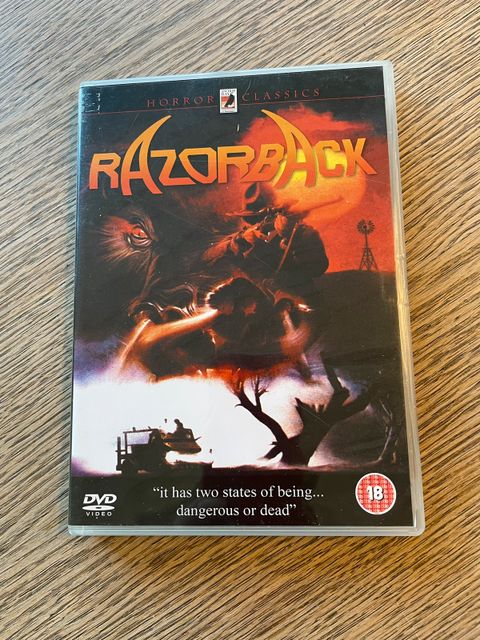 HORROR CLASSICS
RAZORBACK
DVD
VIDEO
"it has two states of being...
dangerous or dead"
18